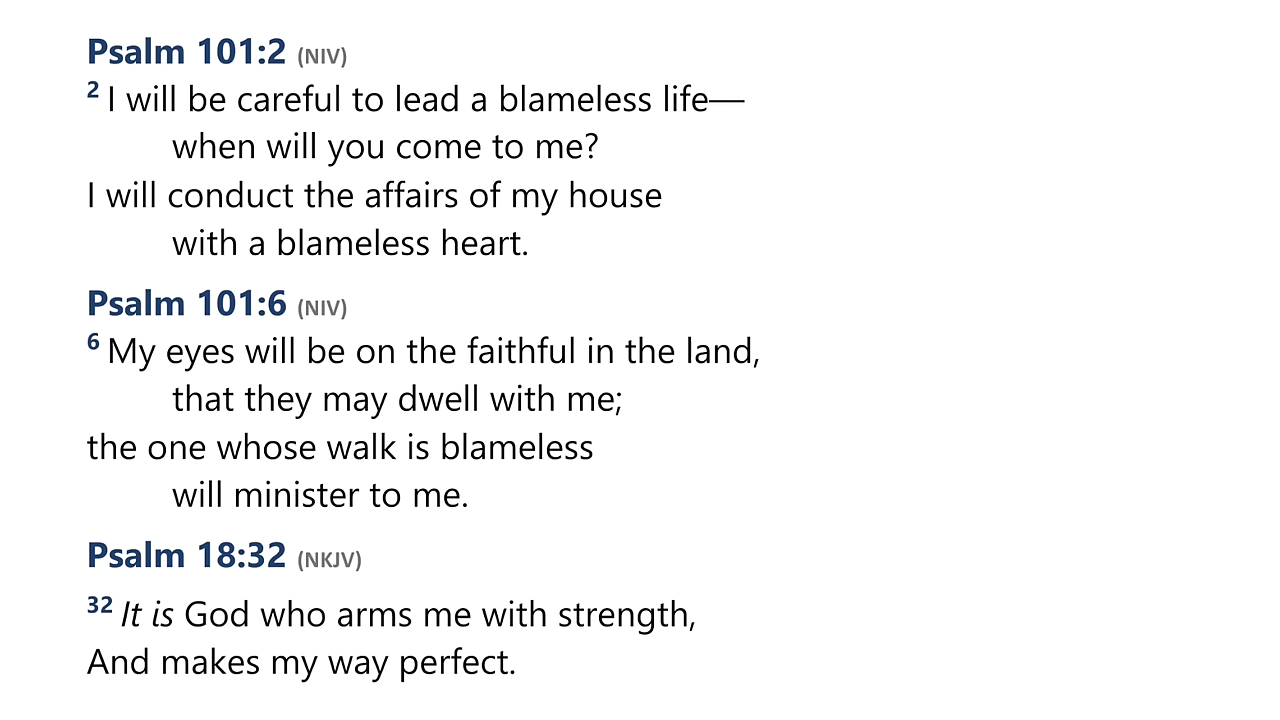 Psalm 101:2 (NIV)
2 I will be careful to lead a blameless life—
when will you come to me?
I will conduct the affairs of my house
with a blameless heart.
Psalm 101:6 (NIV)
6 My eyes will be on the faithful in the land,
that they may dwell with me;
the one whose walk is blameless
will minister to me.
Psalm 18:32 (NKJV)
32 It is God who arms me with strength,
And makes my way perfect.